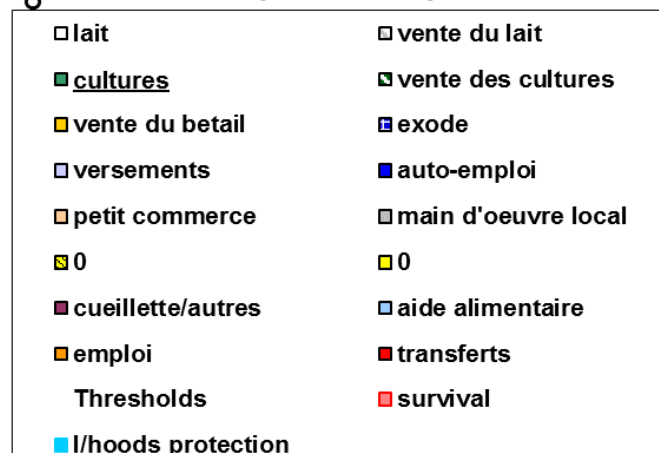 lait vente du lait
cultures vente des cultures
vente du betail exode
versements auto-emploi
petit commerce main d'oeuvre local
0 0
cueillette/autres aide alimentaire
emploi transferts
Thresholds survival
l/hoods protection